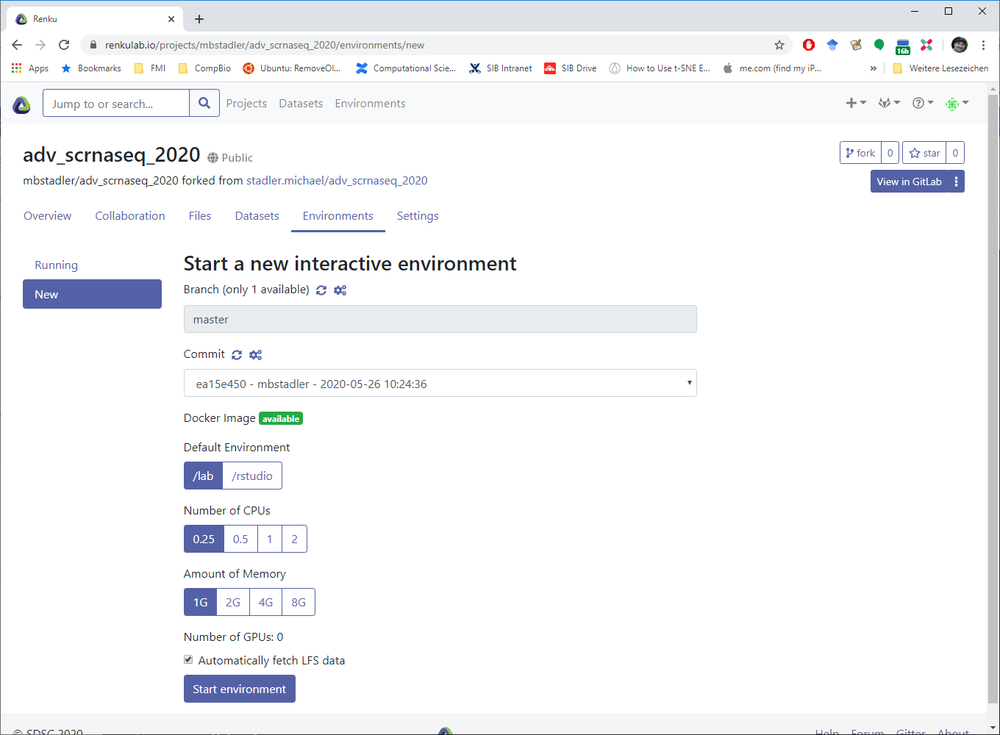 Renku
renkulab.io/projects/mbstadler/adv_scrnaseq_2020/environments/new
16h
Apps Bookmarks FMI CompBio Ubuntu: RemoveOl... Computational Scie... SIB Intranet SIB Drive How to Use t-SNE E... me.com (find my iP... » Weitere Lesezeichen
Jump to or search... Projects Datasets Environments
adv_scrnaseq_2020 Public
fork 0 star 0
mbstadler/adv_scrnaseq_2020 forked from stadler.michael/adv_scrnaseq_2020
View in GitLab
Overview Collaboration Files Datasets Environments Settings
Running
New
Start a new interactive environment
Branch (only 1 available)
master
Commit
ea15e450 - mbstadler - 2020-05-26 10:24:36
Docker Image available
Default Environment
/lab /rstudio
Number of CPUs
0.25 0.5 1 2
Amount of Memory
1G 2G 4G 8G
Number of GPUs: 0
Automatically fetch LFS data
Start environment
© SDSC 2020 Help Forum Gitter About